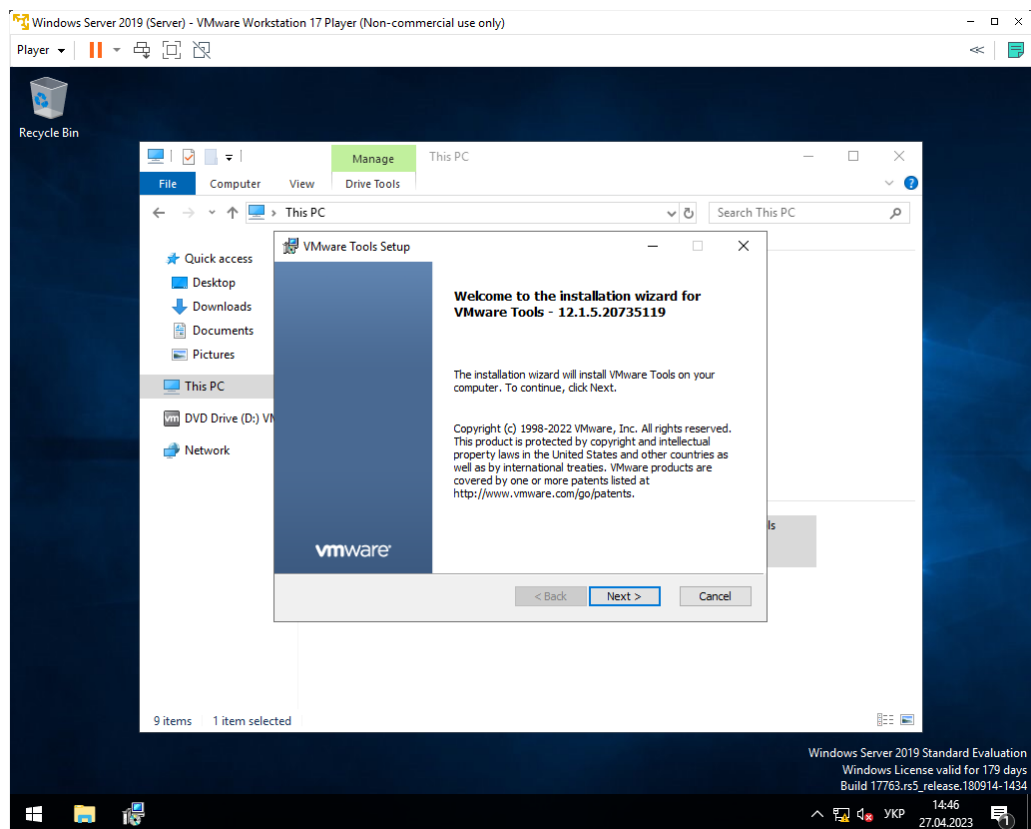 Windows Server 2019 (Server) - VMware Workstation 17 Player (Non-commercial use only)
Player
Recycle Bin
Manage
This PC
File
Computer
View
Drive Tools
This PC
Search This PC
VMware Tools Setup
Quick access
Desktop
Downloads
Documents
Pictures
This PC
DVD Drive (D:) VM
Network
Welcome to the installation wizard for
VMware Tools - 12.1.5.20735119
The installation wizard will install VMware Tools on your
computer. To continue, click Next.
Copyright (c) 1998-2022 VMware, Inc. All rights reserved.
This product is protected by copyright and intellectual
property laws in the United States and other countries as
well as by international treaties. VMware products are
covered by one or more patents listed at
http://www.vmware.com/go/patents.
ls
vmware
< Back
Next >
Cancel
9 items
1 item selected
Windows Server 2019 Standard Evaluation
Windows License valid for 179 days
Build 17763.rs5_release.180914-1434
УКР
14:46
27.04.2023
1